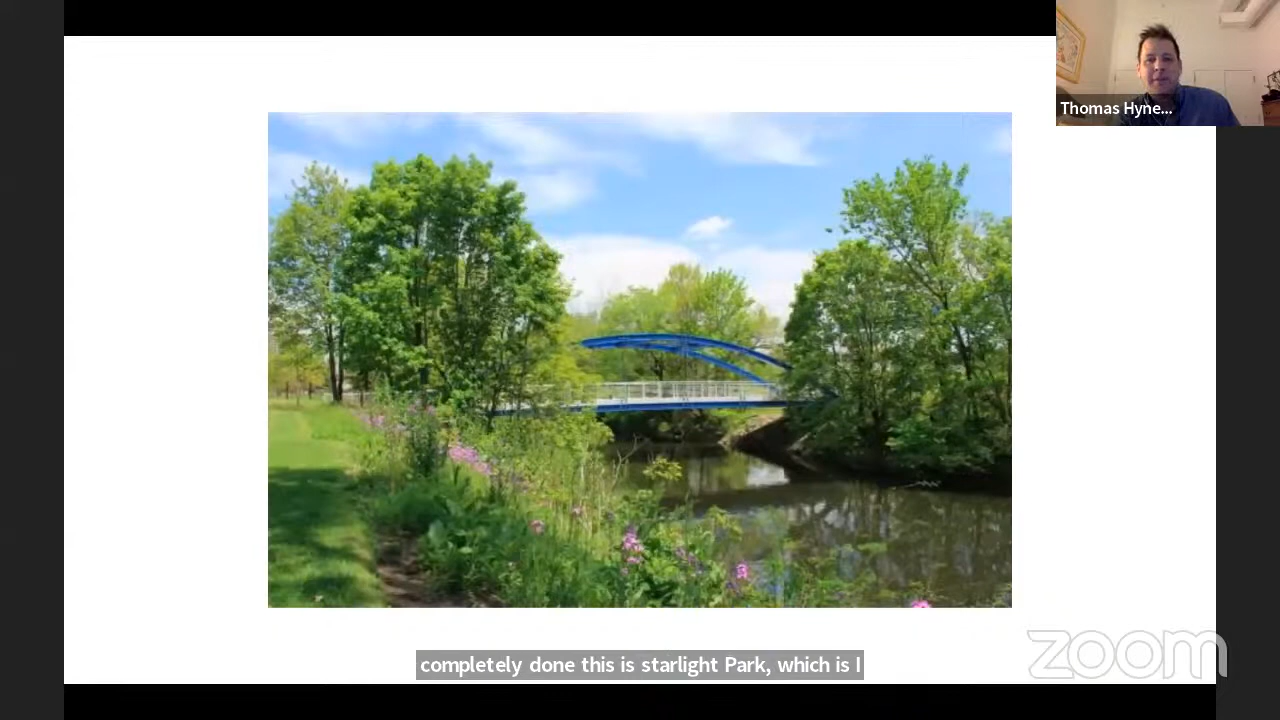 Thomas Hyne...
completely done this is starlight Park, which is I
zoom